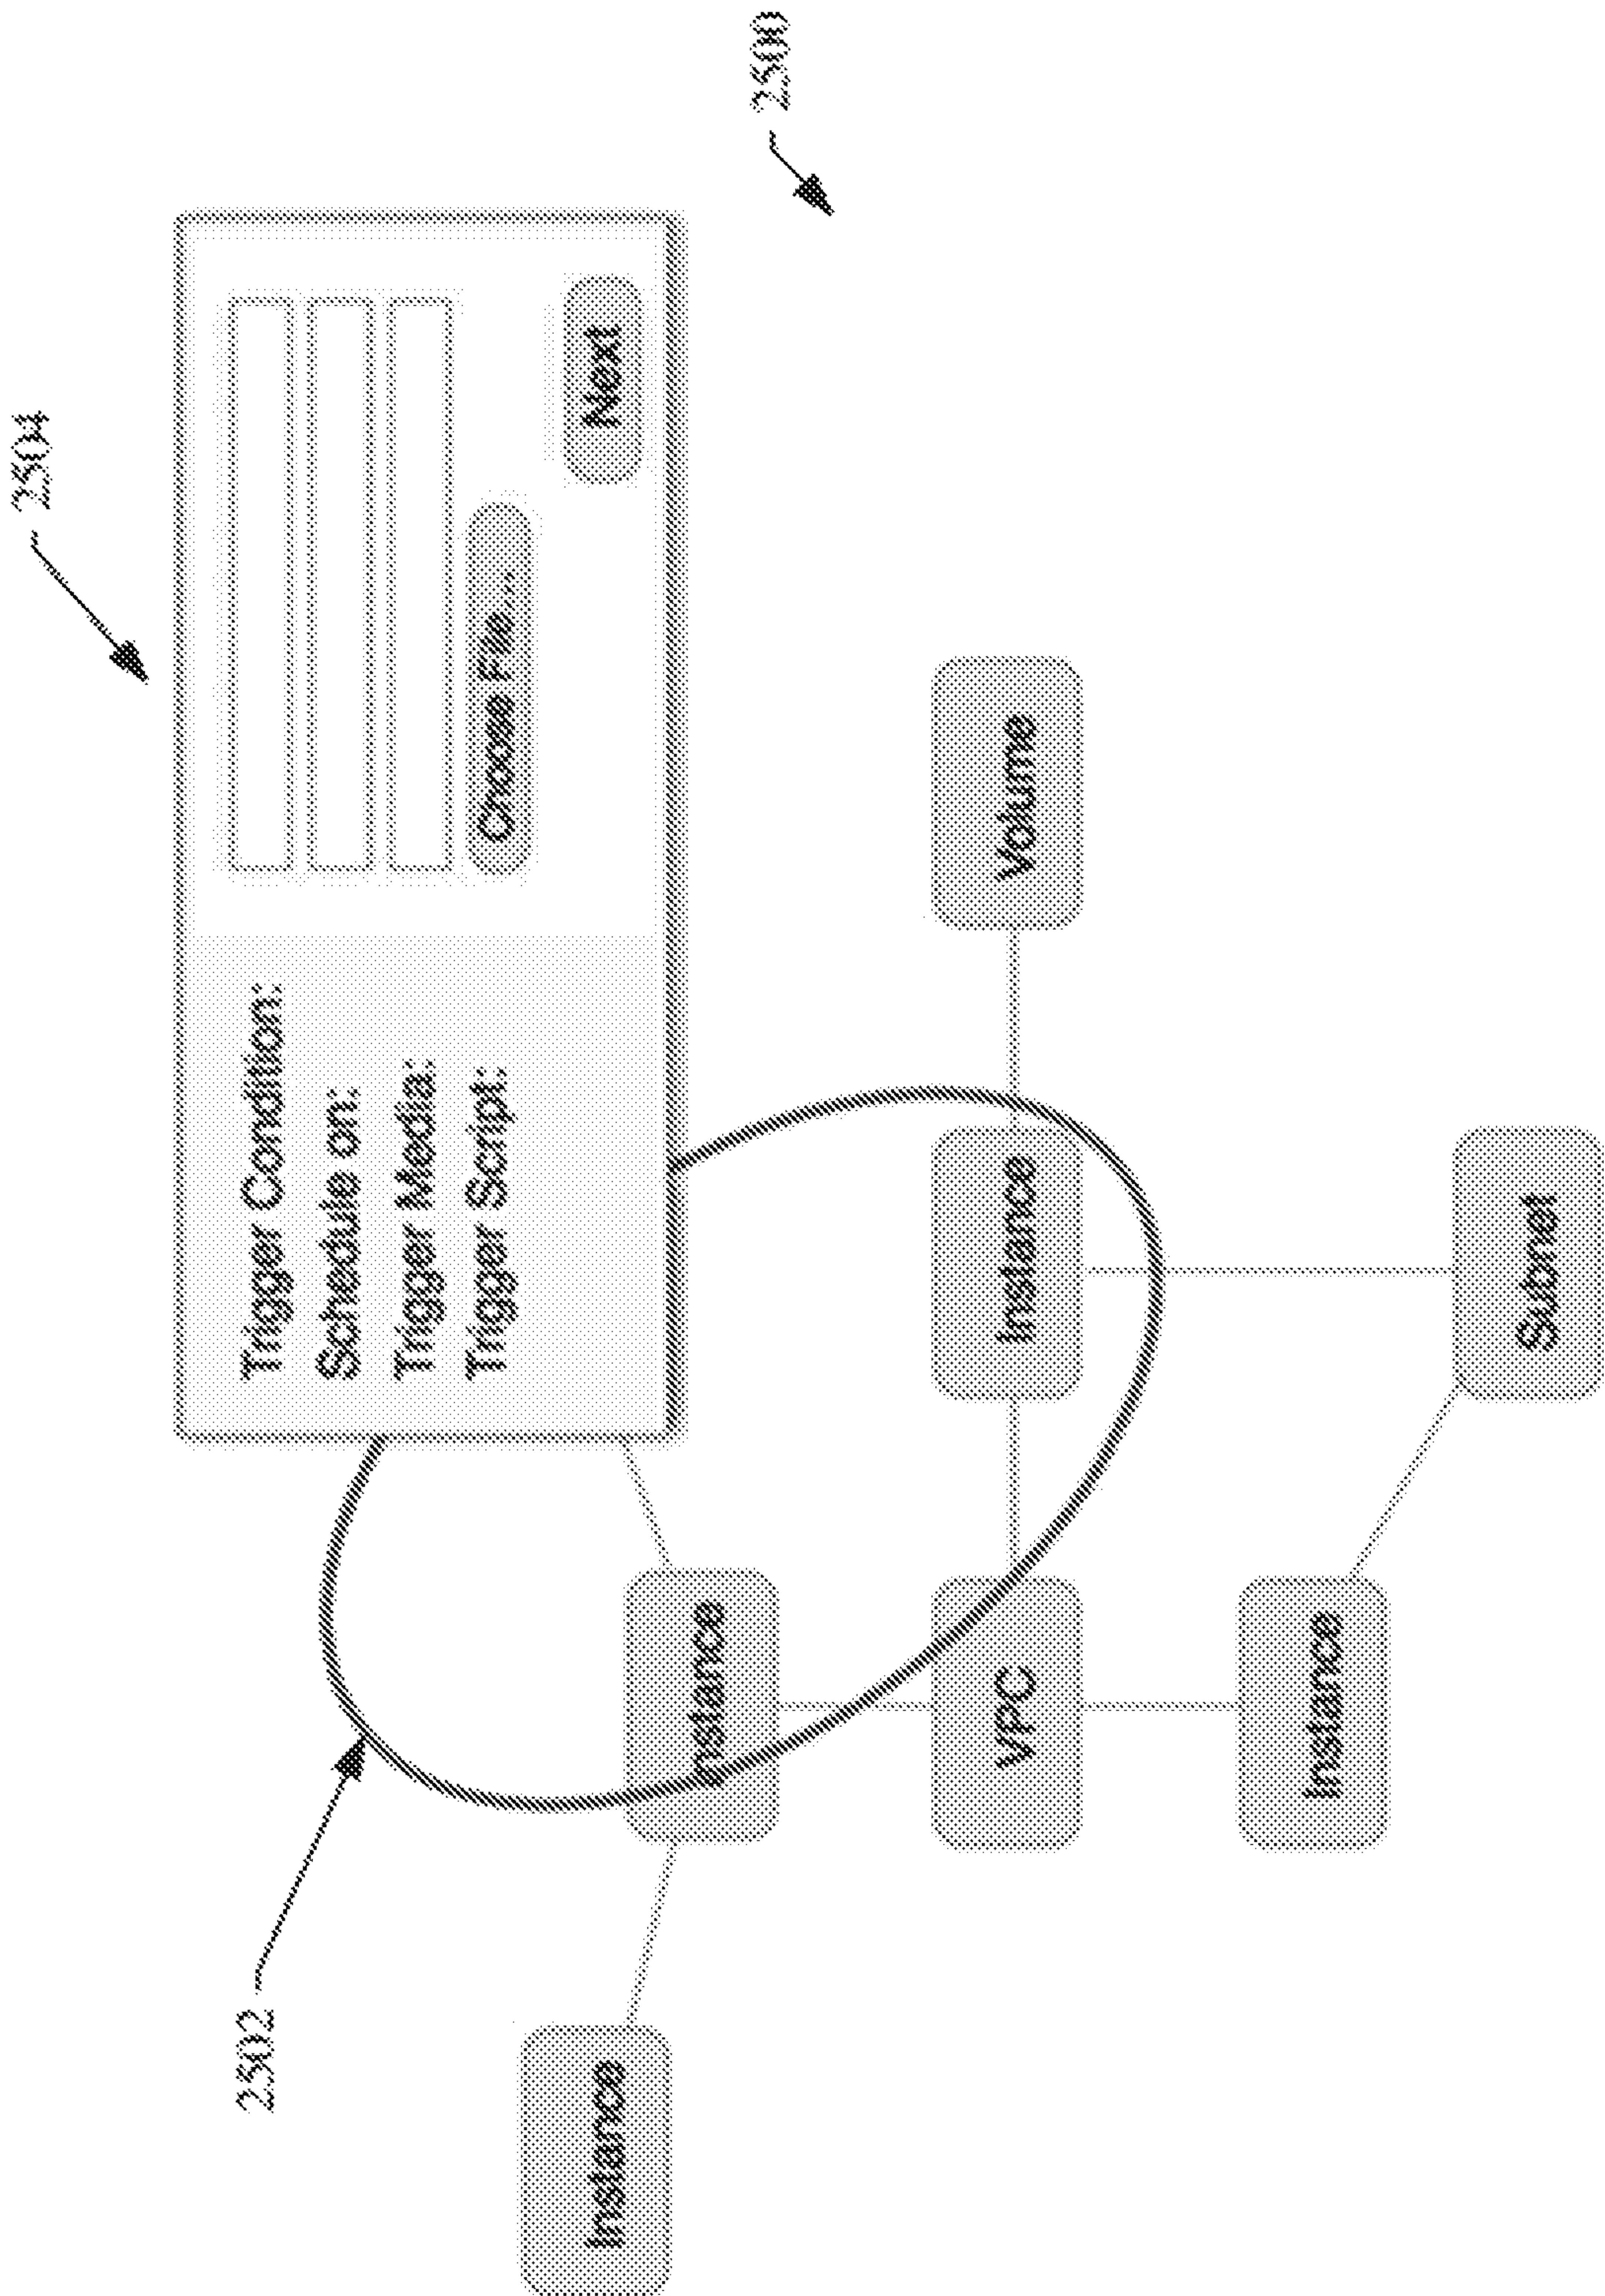 2504
2500
2502
Trigger Condition:
Schedule on:
Trigger Media:
Trigger Script:
Choose File...
Next
Instance
Instance
VPC
Instance
Volume
Instance
Subnet